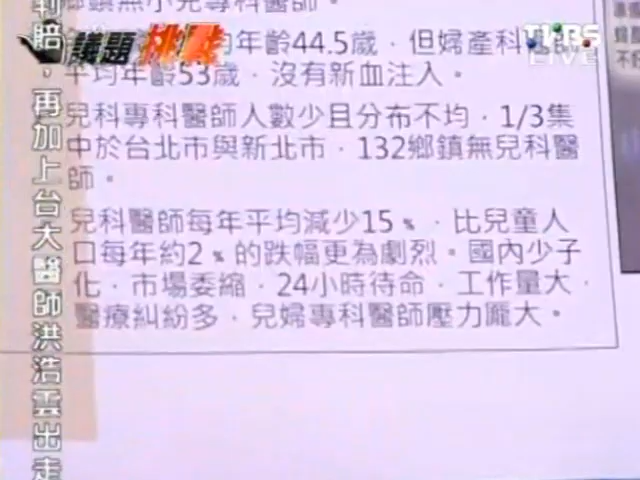 鄉鎮無小兒專科醫師。
議題 挑戰
TVBS
LIVE
均年齡44.5歲，但婦產科醫師
平均年齡53歲，沒有新血注入。
兒科專科醫師人數少且分布不均，1/3集
中於台北市與新北市，132鄉鎮無兒科醫
師。
兒科醫師每年平均減少15%，比兒童人
口每年約2%的跌幅更為劇烈。國內少子
化，市場委縮，24小時待命，工作量大，
醫療糾紛多，兒婦專科醫師壓力龐大。
判賠，再加上台大醫師洪浩雲出走
不好